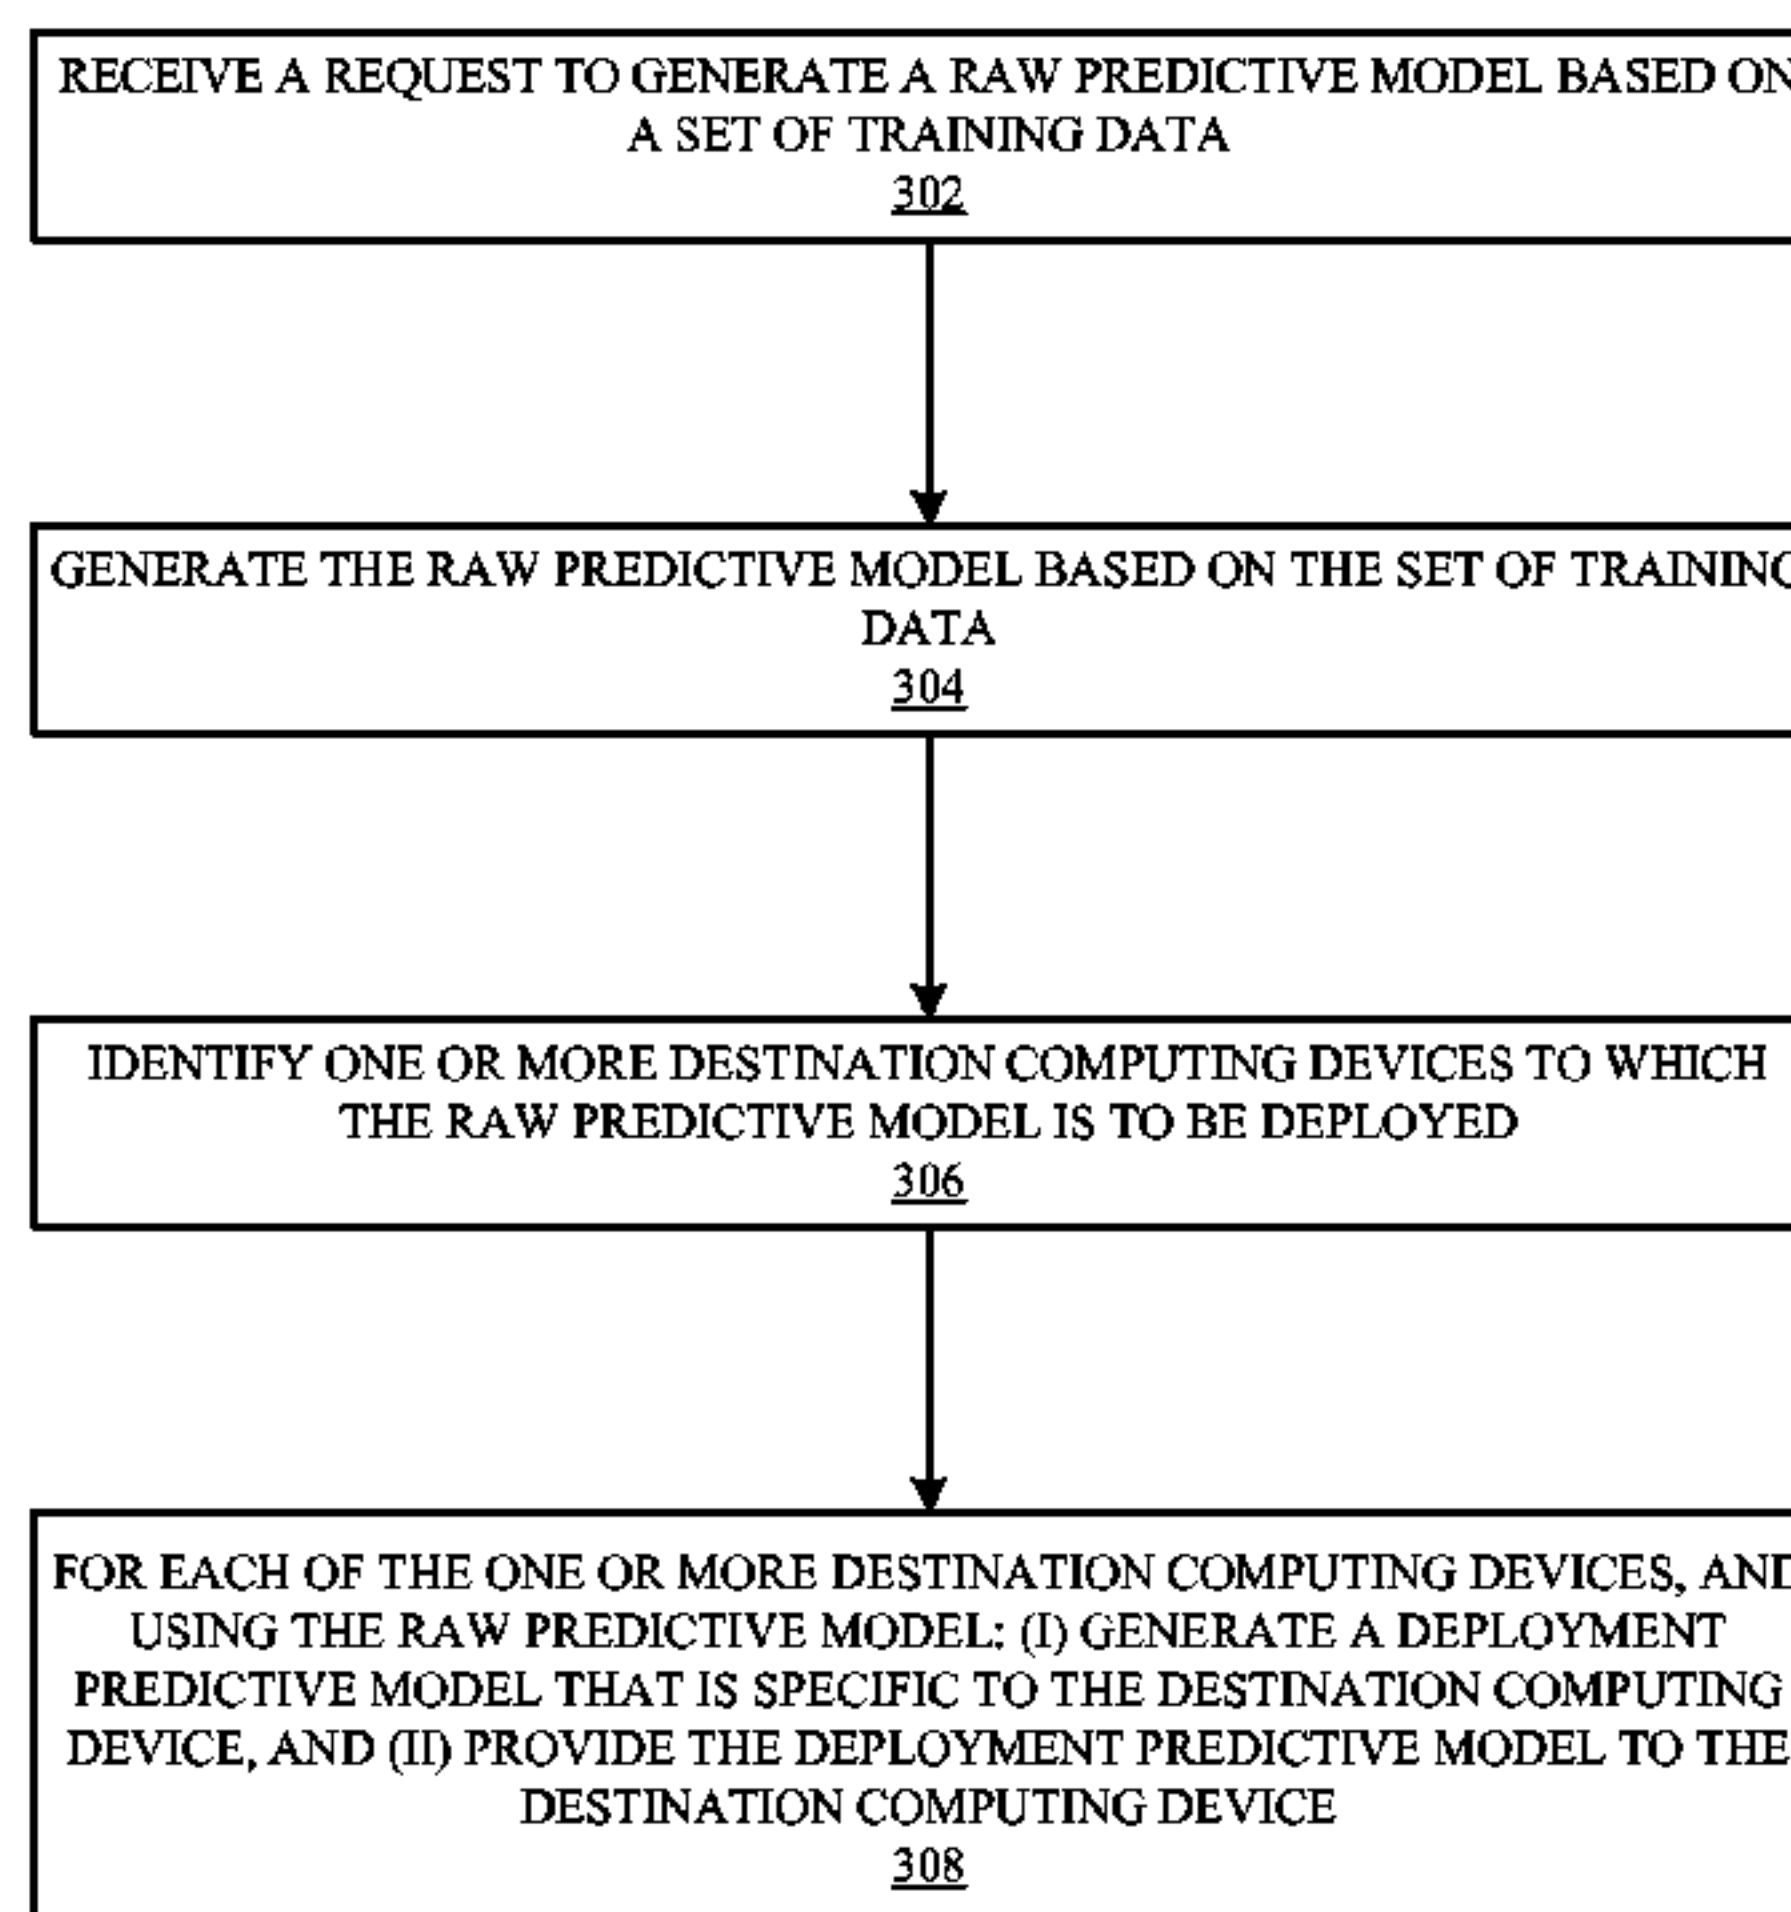 RECEIVE A REQUEST TO GENERATE A RAW PREDICTIVE MODEL BASED ON
A SET OF TRAINING DATA
302
GENERATE THE RAW PREDICTIVE MODEL BASED ON THE SET OF TRAINING
DATA
304
IDENTIFY ONE OR MORE DESTINATION COMPUTING DEVICES TO WHICH
THE RAW PREDICTIVE MODEL IS TO BE DEPLOYED
306
FOR EACH OF THE ONE OR MORE DESTINATION COMPUTING DEVICES, AND
USING THE RAW PREDICTIVE MODEL: (I) GENERATE A DEPLOYMENT
PREDICTIVE MODEL THAT IS SPECIFIC TO THE DESTINATION COMPUTING
DEVICE, AND (II) PROVIDE THE DEPLOYMENT PREDICTIVE MODEL TO THE
DESTINATION COMPUTING DEVICE
308